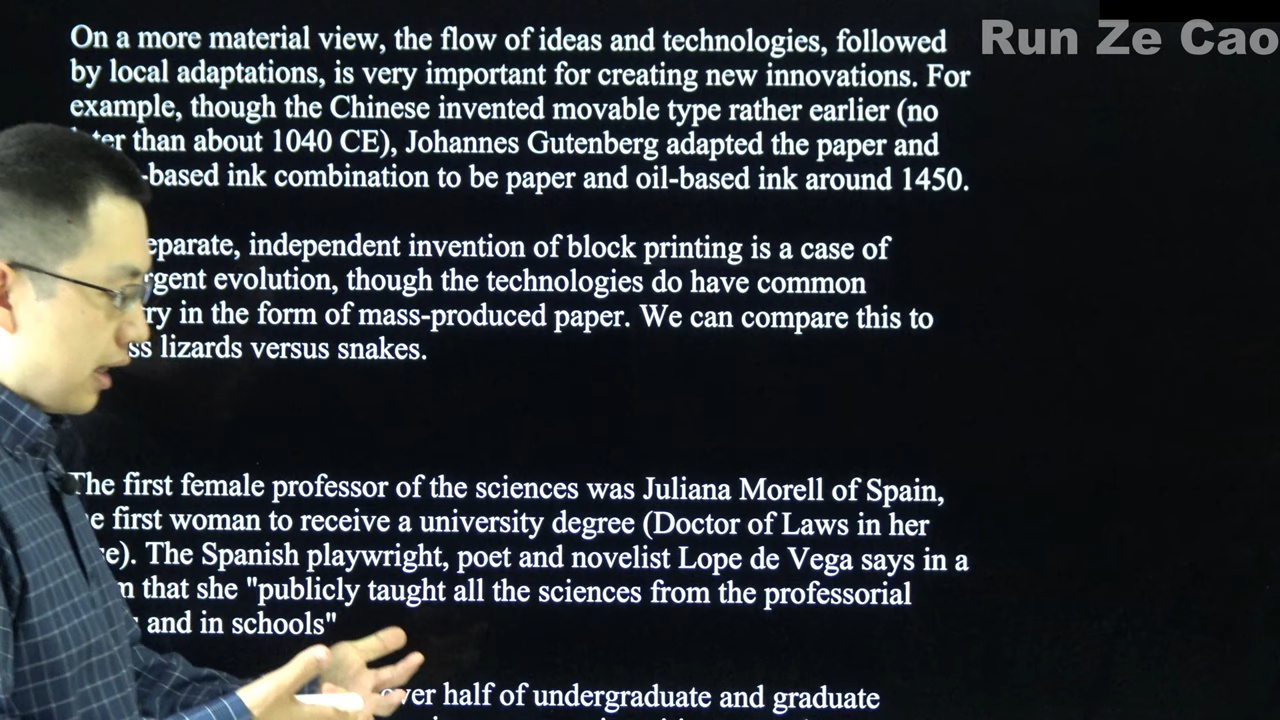 Run Ze Cao
On a more material view, the flow of ideas and technologies, followed
by local adaptations, is very important for creating new innovations. For
example, though the Chinese invented movable type rather earlier (no
than about 1040 CE), Johannes Gutenberg adapted the paper and
-based ink combination to be paper and oil-based ink around 1450.
independent invention of block printing is a case of
evolution, though the technologies do have common
in the form of mass-produced paper. We can compare this to
lizards versus snakes.
The first female professor of the sciences was Juliana Morell of Spain,
first woman to receive a university degree (Doctor of Laws in her
The Spanish playwright, poet and novelist Lope de Vega says in a
that she "publicly taught all the sciences from the professorial
and in schools"
over half of undergraduate and graduate